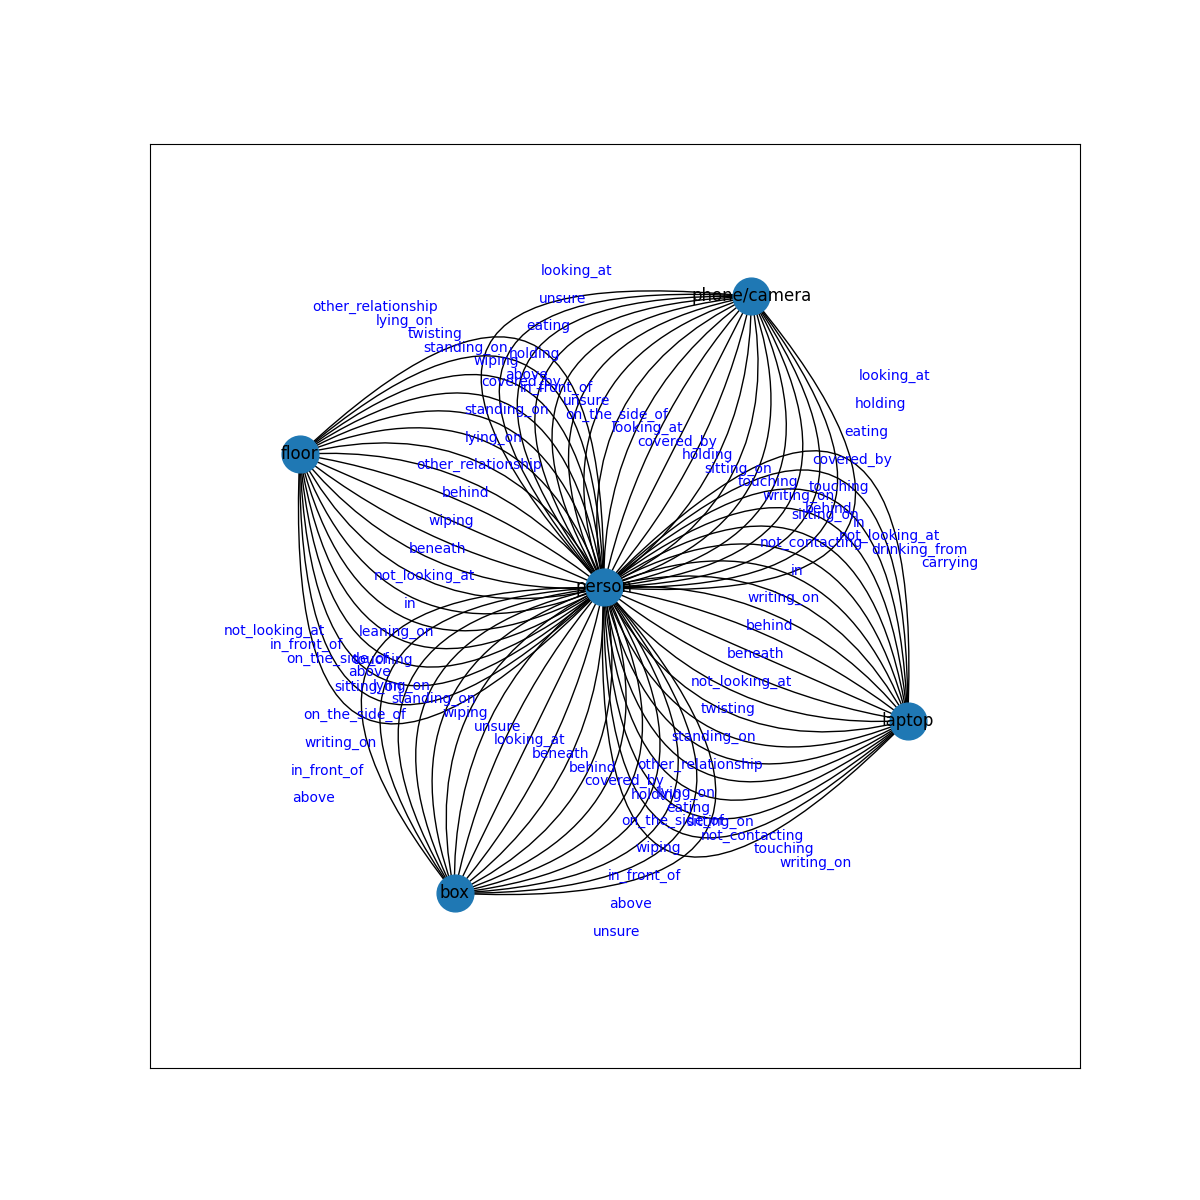 looking_at
phone/camera
unsure
other_relationship
lying_on
eating
twisting
standing_on
holding
wiping
above
looking_at
covered_by
in_front_of
unsure
holding
standing_on
on_the_side_of
looking_at
eating
lying_on
covered_by
floor
holding
covered_by
other_relationship
sitting_on
touching
touching
behind
writing_on
behind
sitting_on
wiping
in
not_looking_at
not_contacting
beneath
drinking_from
carrying
in
not_looking_at
person
writing_on
in
behind
leaning_on
not_looking_at
in_front_of
beneath
on_the_side_of
touching
above
not_looking_at
sitting_on
lying_on
standing_on
twisting
on_the_side_of
wiping
laptop
unsure
standing_on
writing_on
looking_at
beneath
other_relationship
in_front_of
behind
covered_by
above
holding
lying_on
eating
on_the_side_of
sitting_on
not_contacting
wiping
touching
writing_on
in_front_of
box
above
unsure